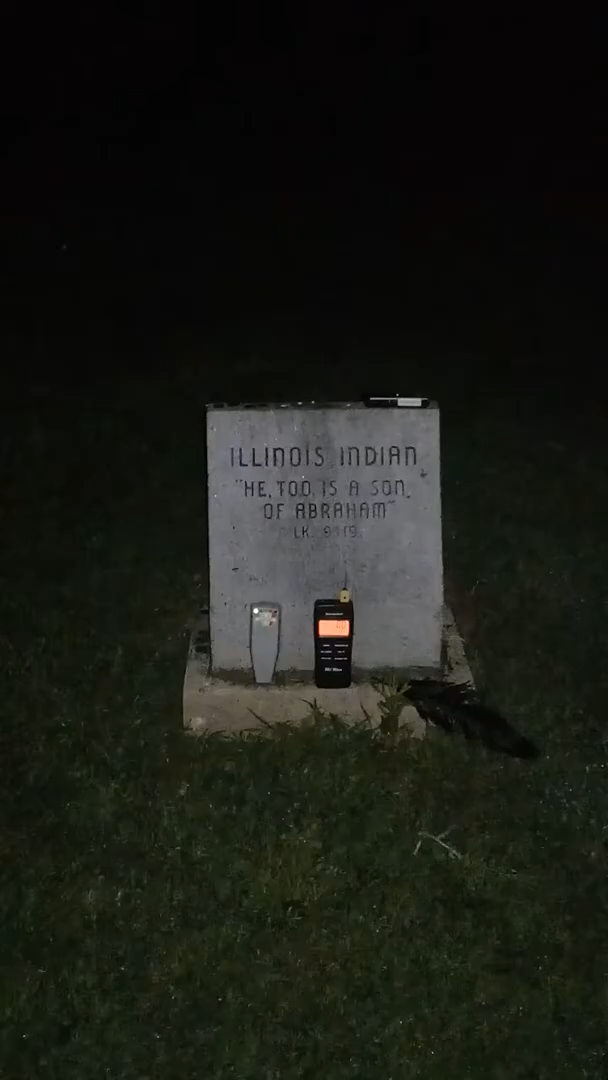 ILLINOIS INDIAN
"HE, TOO, IS A SON,
OF ABRAHAM"
LK. 9:19